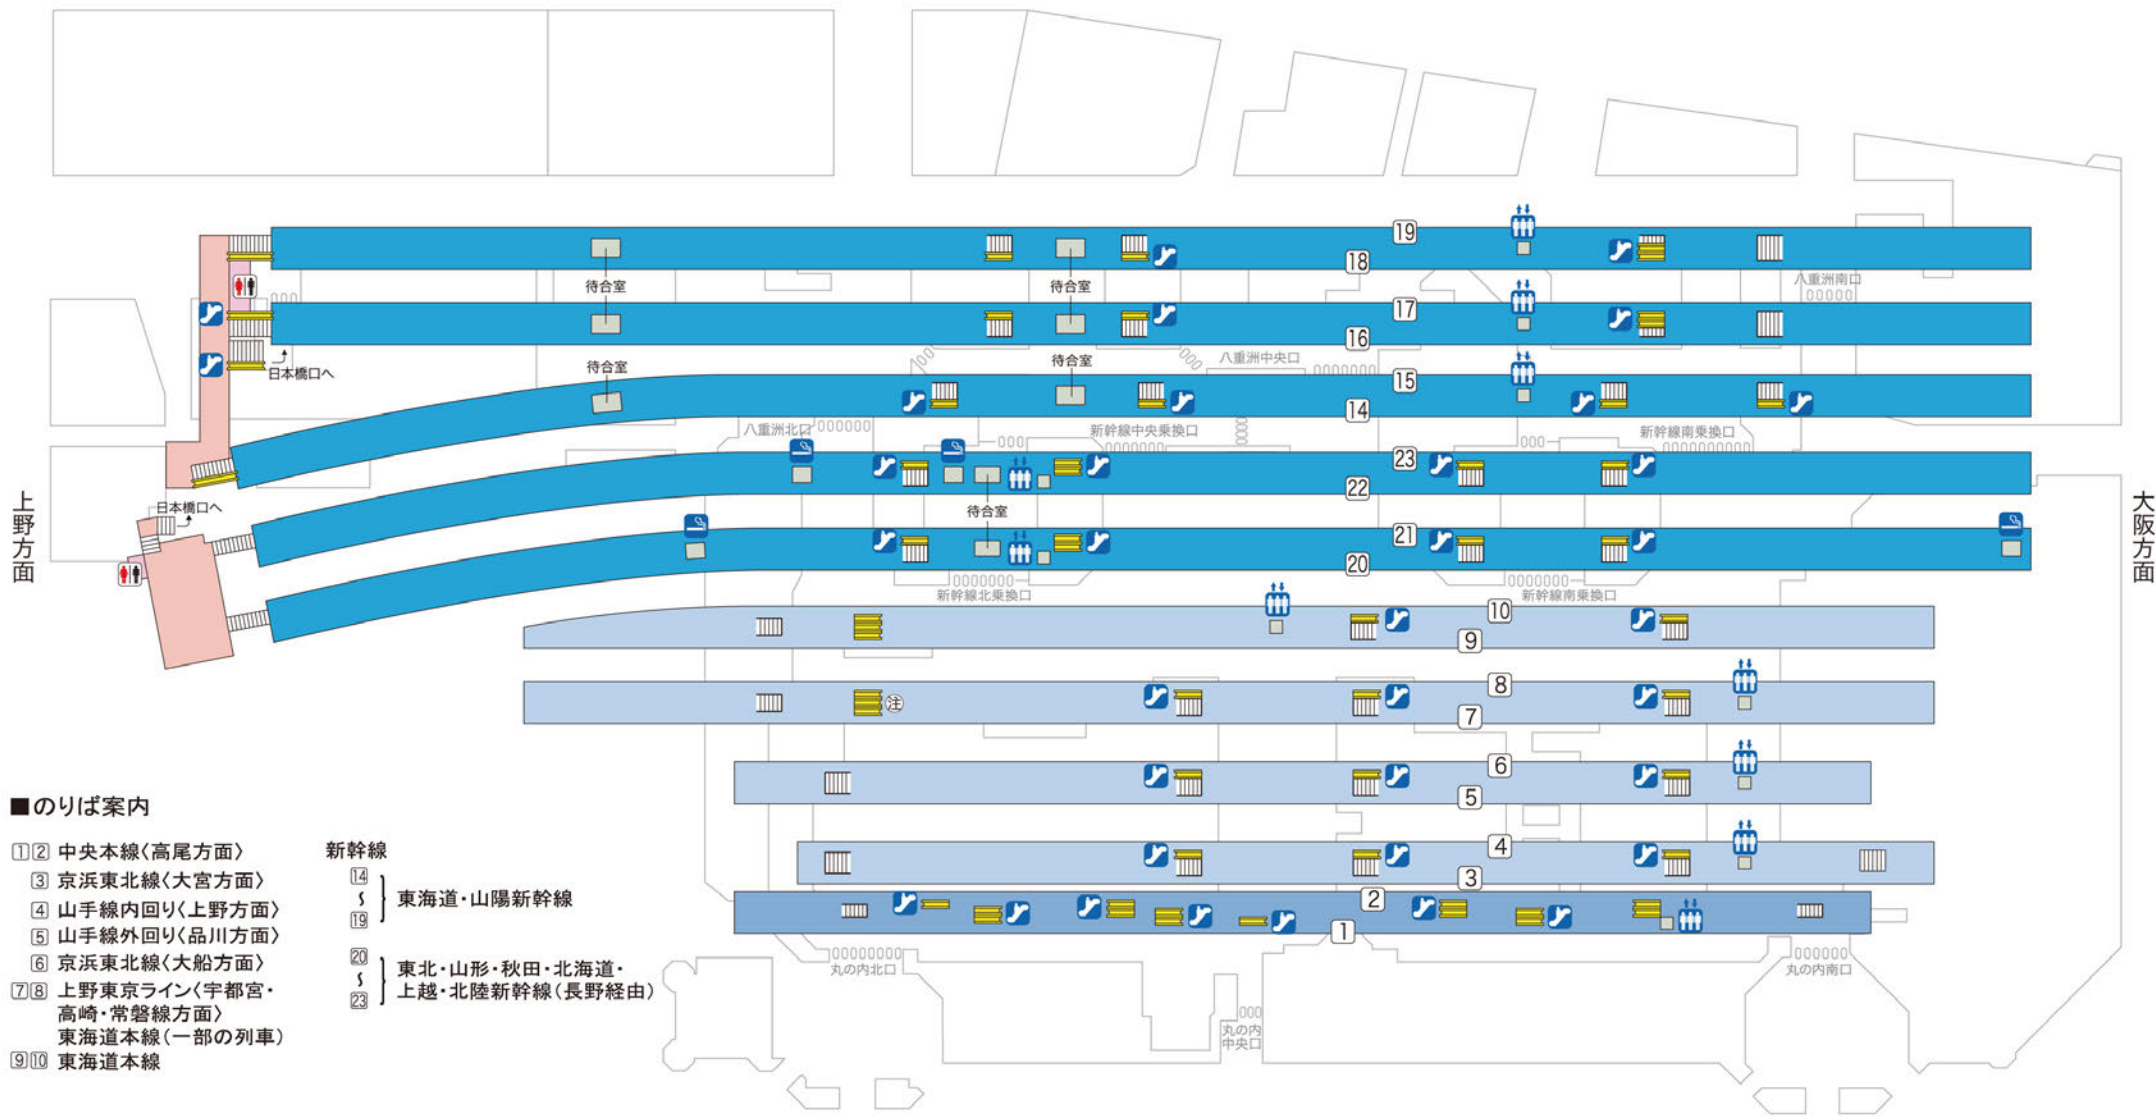 19
18
待合室
待合室
八重洲南口
17
16
八重洲中央口
日本橋口へ
待合室
待合室
15
14
八重洲北口
新幹線中央乗換口
新幹線南乗換口
23
22
上野方面
大阪方面
日本橋口へ
待合室
21
20
新幹線北乗換口
新幹線南乗換口
10
9
8
注
7
6
5
4
3
2
1
丸の内北口
丸の内南口
丸の内
中央口
■のりば案内
1 2 中央本線〈高尾方面〉
3 京浜東北線〈大宮方面〉
4 山手線内回り〈上野方面〉
5 山手線外回り〈品川方面〉
6 京浜東北線〈大船方面〉
7 8 上野東京ライン〈宇都宮・
高崎・常磐線方面〉
東海道本線(一部の列車)
9 10 東海道本線
新幹線
14
〜
19
東海道・山陽新幹線
20
〜
23
東北・山形・秋田・北海道・
上越・北陸新幹線(長野経由)